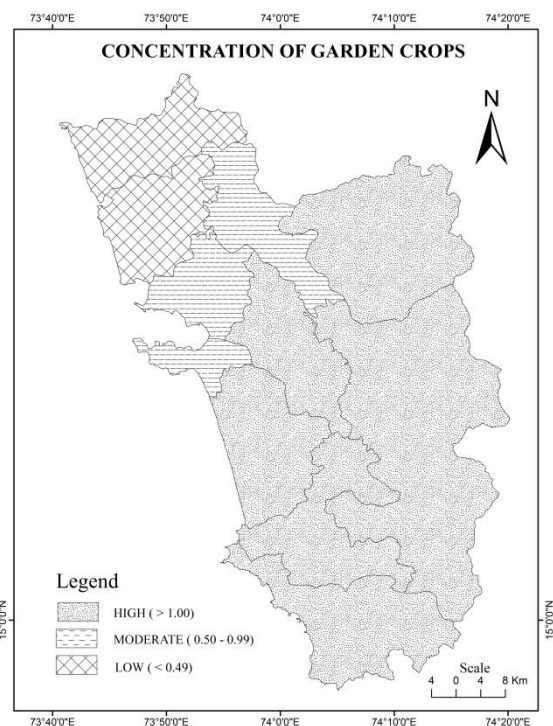 73°40'0"E 73°50'0"E 74°0'0"E 74°10'0"E 74°20'0"E
CONCENTRATION OF GARDEN CROPS
N
Legend
HIGH ( > 1.00)
MODERATE ( 0.50 - 0.99)
LOW ( < 0.49)
15°0'0"N
15°0'0"N
Scale
4 0 4 8 Km
73°40'0"E 73°50'0"E 74°0'0"E 74°10'0"E 74°20'0"E